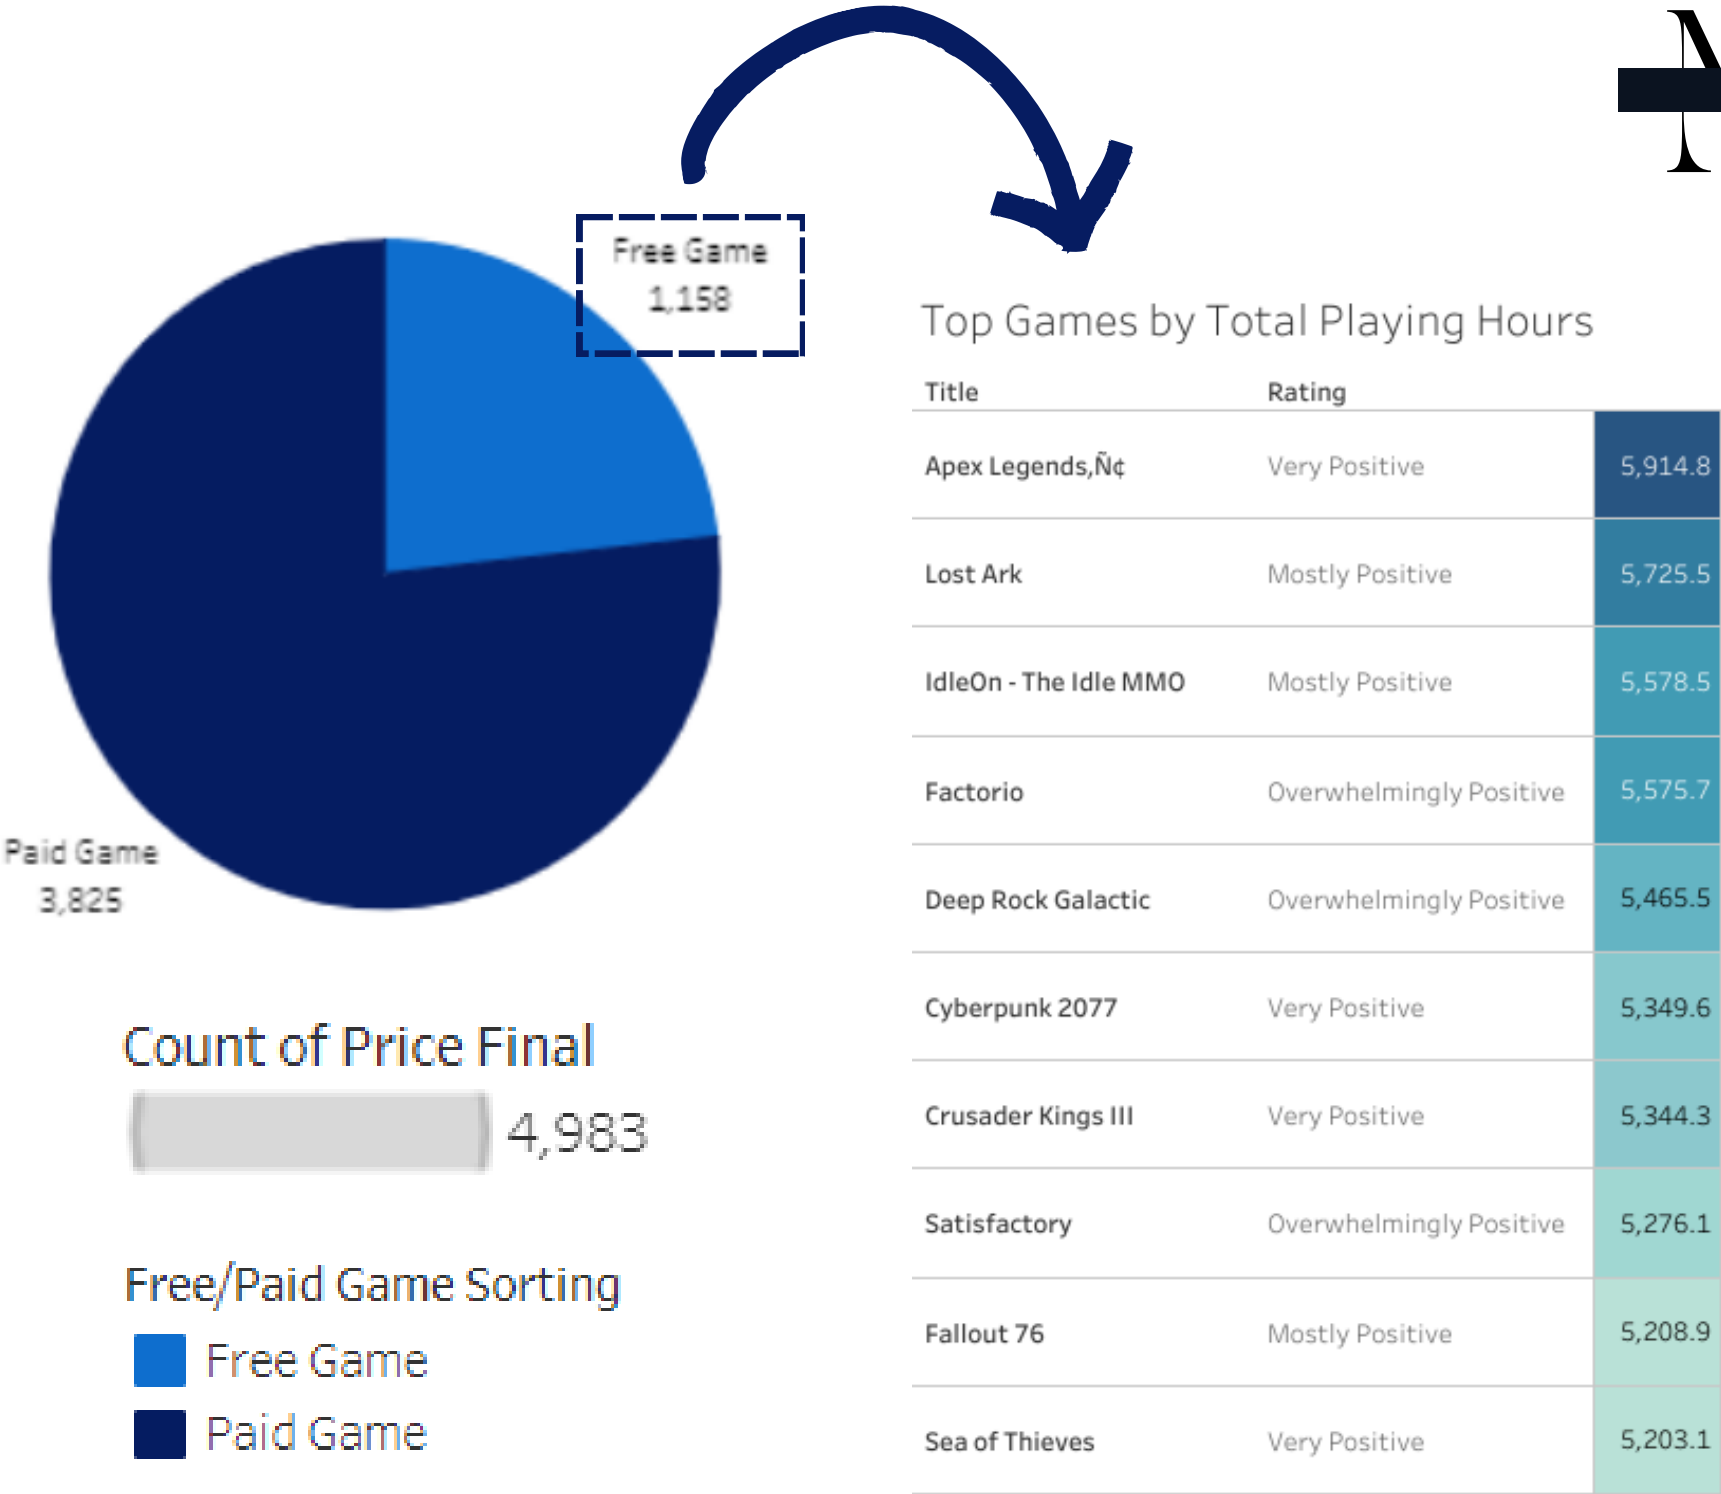 Free Game
1,158
Paid Game
3,825
Count of Price Final
4,983
Free/Paid Game Sorting
Free Game
Paid Game
Top Games by Total Playing Hours
Title Rating
Apex Legends‚Ñ¢ Very Positive 5,914.8
Lost Ark Mostly Positive 5,725.5
IdleOn - The Idle MMO Mostly Positive 5,578.5
Factorio Overwhelmingly Positive 5,575.7
Deep Rock Galactic Overwhelmingly Positive 5,465.5
Cyberpunk 2077 Very Positive 5,349.6
Crusader Kings III Very Positive 5,344.3
Satisfactory Overwhelmingly Positive 5,276.1
Fallout 76 Mostly Positive 5,208.9
Sea of Thieves Very Positive 5,203.1